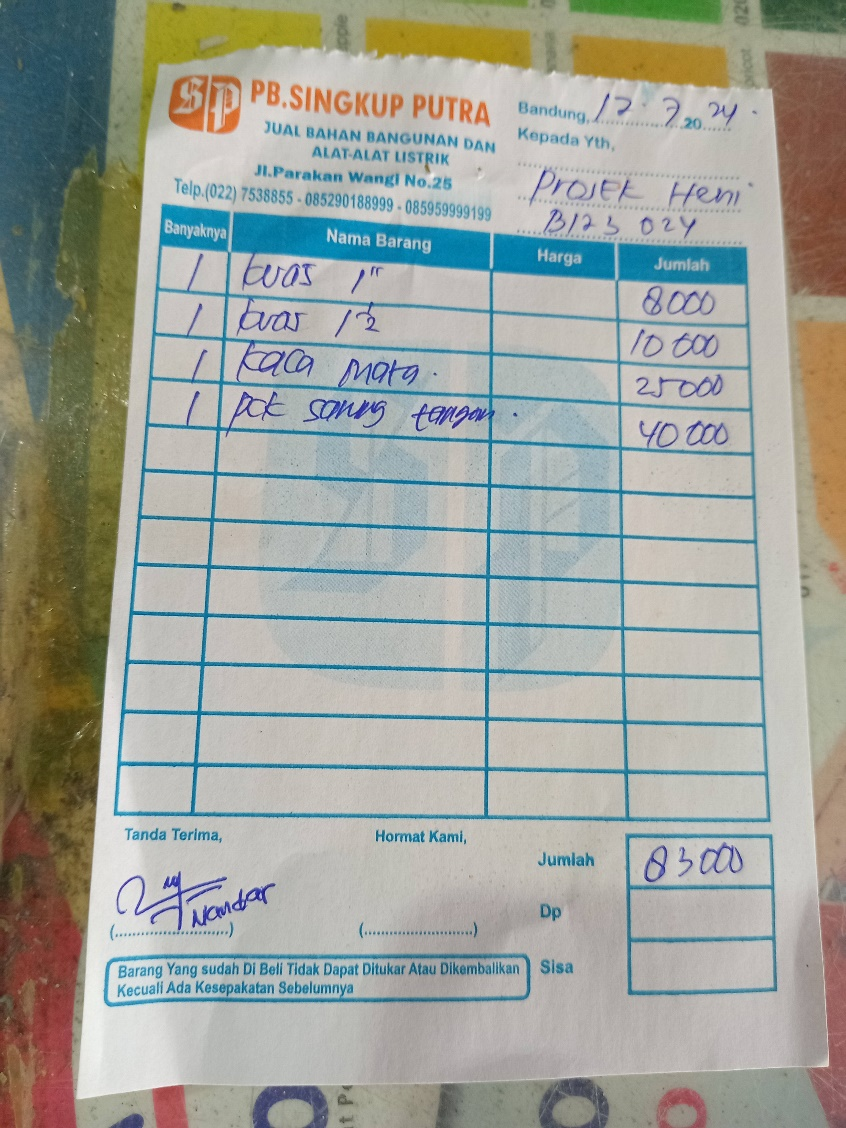 SP PB.SINGKUP PUTRA
JUAL BAHAN BANGUNAN DAN
ALAT-ALAT LISTRIK
Jl.Parakan Wangi No.25
Telp.(022) 7538855 - 085290188999 - 085959999199
Bandung, 17.7.2024.
Kepada Yth,
Projek Heni
B123 024
Banyaknya Nama Barang Harga Jumlah
1 kuas 1" 8000
1 kuas 1 1/2 10 000
1 kaca mata. 25000
1 pak sarung tangan. 40 000
Tanda Terima, Hormat Kami,
Jumlah 83000
Nandar
Dp
(........................) (........................)
Sisa
Barang Yang sudah Di Beli Tidak Dapat Ditukar Atau Dikembalikan
Kecuali Ada Kesepakatan Sebelumnya